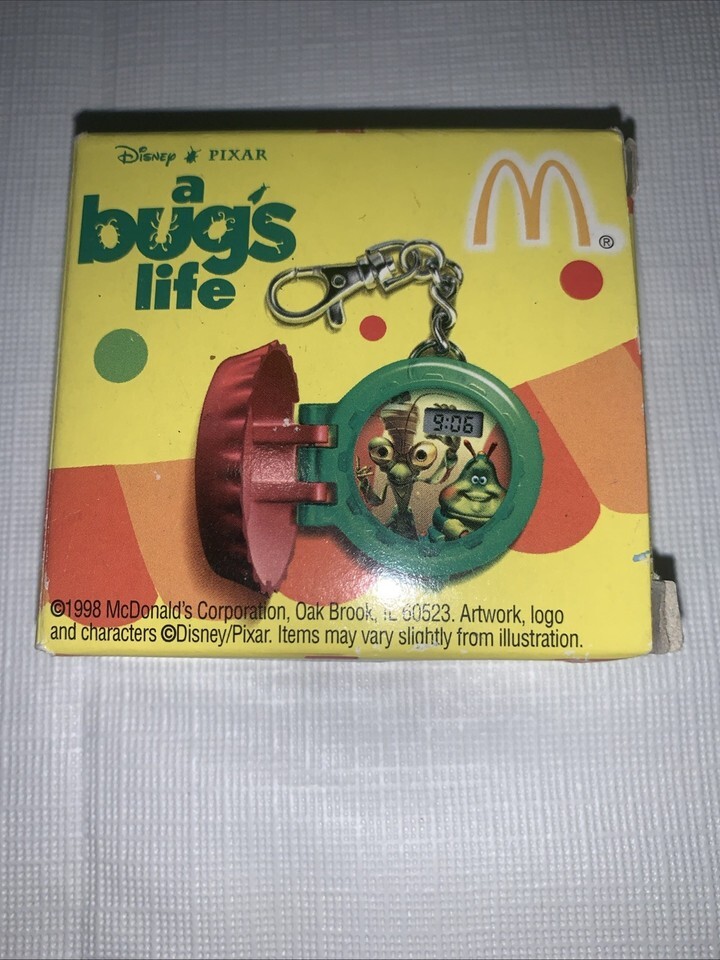 Disney PIXAR
a
bug's
life
M®
9:06
©1998 McDonald's Corporation, Oak Brook, IL 60523. Artwork, logo
and characters ©Disney/Pixar. Items may vary slightly from illustration.